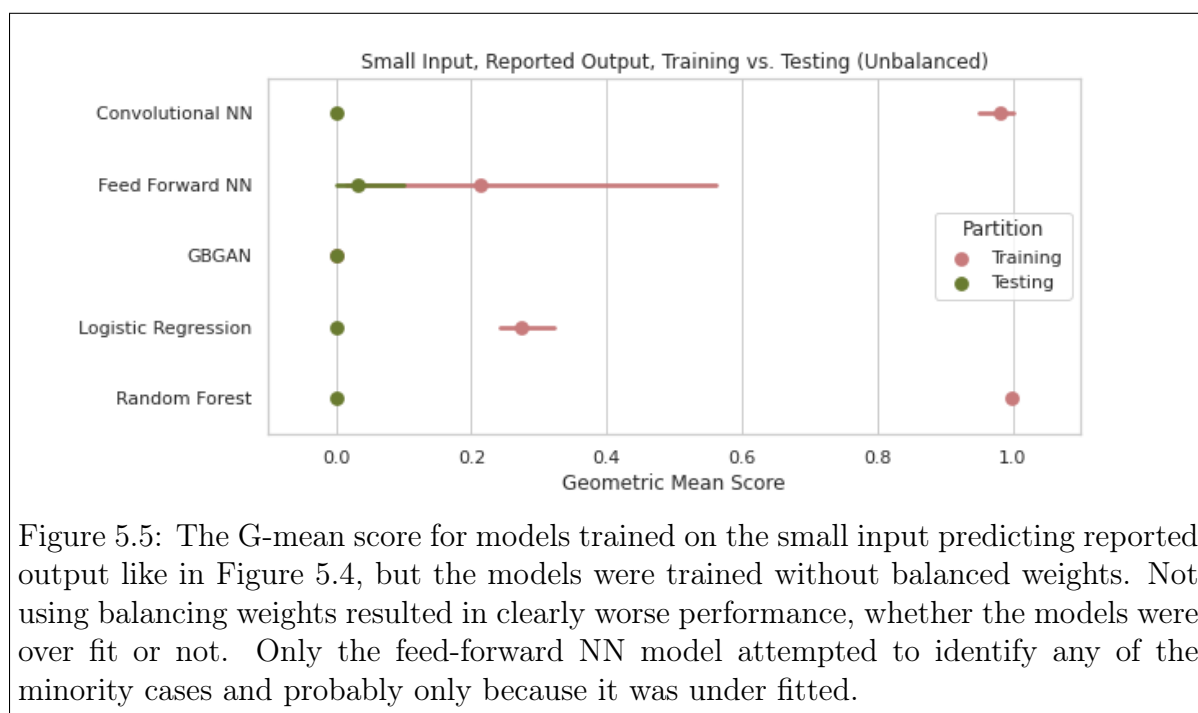 Small Input, Reported Output, Training vs. Testing (Unbalanced)
Convolutional NN
Feed Forward NN
GBGAN
Logistic Regression
Random Forest
Partition
Training
Testing
0.0 0.2 0.4 0.6 0.8 1.0
Geometric Mean Score
Figure 5.5: The G-mean score for models trained on the small input predicting reported
output like in Figure 5.4, but the models were trained without balanced weights. Not
using balancing weights resulted in clearly worse performance, whether the models were
over fit or not. Only the feed-forward NN model attempted to identify any of the
minority cases and probably only because it was under fitted.